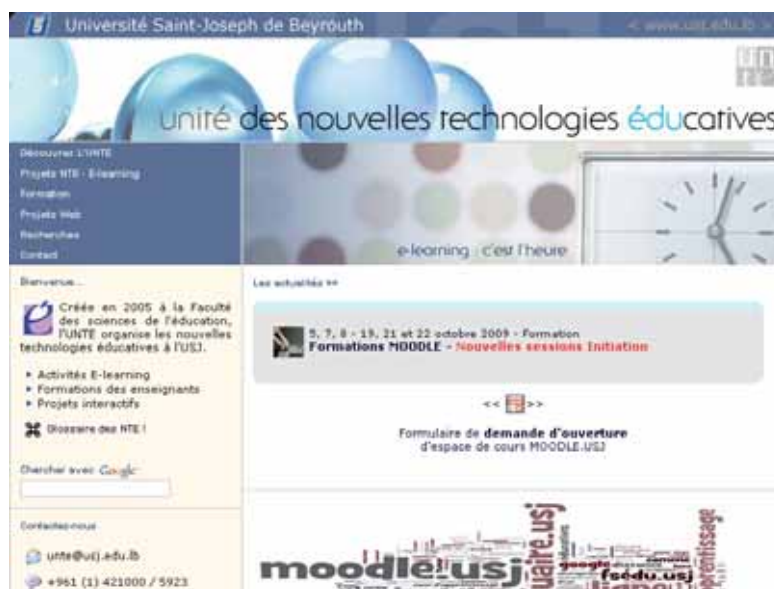 Université Saint-Joseph de Beyrouth
< www.usj.edu.lb >
unité des nouvelles technologies éducatives
Découvrer L'UNTE
Projets NTE - E-learning
Formation
Projets Web
Recherches
Contact
e-learning : c'est l'heure
Bienvenue...
Créée en 2005 à la Faculté
des sciences de l'éducation,
l'UNTE organise les nouvelles
technologies éducatives à l'USJ.
Activités E-learning
Formations des enseignants
Projets interactifs
Glossaire des NTE !
Chercher avec Google
Contactez-nous
unte@usj.edu.lb
+961 (1) 421000 / 5923
Les actualités >>
5, 7, 8 - 19, 21 et 22 octobre 2009 - Formation
Formations MOODLE - Nouvelles sessions Initiation
<< >>
Formulaire de demande d'ouverture
d'espace de cours MOODLE.USJ
moodle.usj
uaire.usj
google
fsedu.usj
prentissage